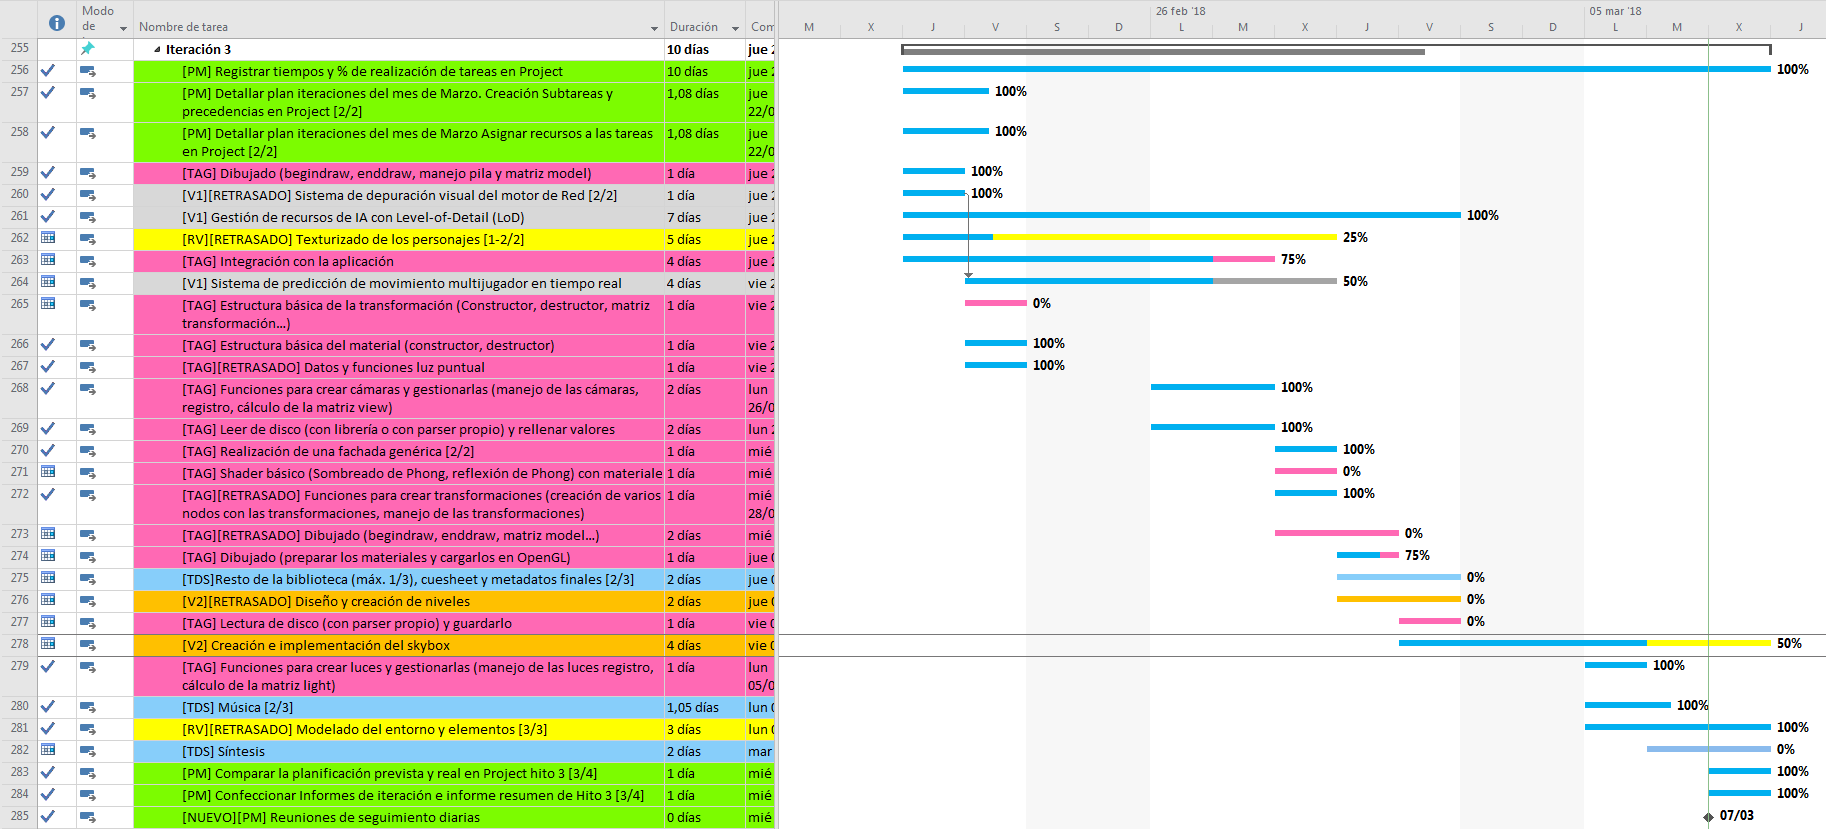 Modo
de
Nombre de tarea
Duración
Com
26 feb '18
05 mar '18
M X J V S D L M X J V S D L M X J
255 Iteración 3 10 días jue 2
256 [PM] Registrar tiempos y % de realización de tareas en Project 10 días jue 2 100%
257 [PM] Detallar plan iteraciones del mes de Marzo. Creación Subtareas y 1,08 días jue 100%
precedencias en Project [2/2] 22/0
258 [PM] Detallar plan iteraciones del mes de Marzo Asignar recursos a las tareas 1,08 días jue 100%
en Project [2/2] 22/0
259 [TAG] Dibujado (begindraw, enddraw, manejo pila y matriz model) 1 día jue 2 100%
260 [V1][RETRASADO] Sistema de depuración visual del motor de Red [2/2] 1 día jue 2 100%
261 [V1] Gestión de recursos de IA con Level-of-Detail (LoD) 7 días jue 2 100%
262 [RV][RETRASADO] Texturizado de los personajes [1-2/2] 5 días jue 2 25%
263 [TAG] Integración con la aplicación 4 días jue 2 75%
264 [V1] Sistema de predicción de movimiento multijugador en tiempo real 4 días vie 2 50%
265 [TAG] Estructura básica de la transformación (Constructor, destructor, matriz 1 día vie 2 0%
transformación...)
266 [TAG] Estructura básica del material (constructor, destructor) 1 día vie 2 100%
267 [TAG][RETRASADO] Datos y funciones luz puntual 1 día vie 2 100%
268 [TAG] Funciones para crear cámaras y gestionarlas (manejo de las cámaras, 2 días lun 100%
registro, cálculo de la matriz view) 26/0
269 [TAG] Leer de disco (con librería o con parser propio) y rellenar valores 2 días lun 2 100%
270 [TAG] Realización de una fachada genérica [2/2] 1 día mié 100%
271 [TAG] Shader básico (Sombreado de Phong, reflexión de Phong) con materiale 1 día mié 0%
272 [TAG][RETRASADO] Funciones para crear transformaciones (creación de varios 1 día mié 100%
nodos con las transformaciones, manejo de las transformaciones) 28/0
273 [TAG][RETRASADO] Dibujado (begindraw, enddraw, matriz model...) 2 días mié 0%
274 [TAG] Dibujado (preparar los materiales y cargarlos en OpenGL) 1 día jue 0 75%
275 [TDS]Resto de la biblioteca (máx. 1/3), cuesheet y metadatos finales [2/3] 2 días jue 0 0%
276 [V2][RETRASADO] Diseño y creación de niveles 2 días jue 0 0%
277 [TAG] Lectura de disco (con parser propio) y guardarlo 1 día vie 0 0%
278 [V2] Creación e implementación del skybox 4 días vie 0 50%
279 [TAG] Funciones para crear luces y gestionarlas (manejo de las luces registro, 1 día lun 100%
cálculo de la matriz light) 05/0
280 [TDS] Música [2/3] 1,05 días lun 0 100%
281 [RV][RETRASADO] Modelado del entorno y elementos [3/3] 3 días lun 0 100%
282 [TDS] Síntesis 2 días mar 0%
283 [PM] Comparar la planificación prevista y real en Project hito 3 [3/4] 1 día mié 100%
284 [PM] Confeccionar Informes de iteración e informe resumen de Hito 3 [3/4] 1 día mié 100%
285 [NUEVO][PM] Reuniones de seguimiento diarias 0 días mié 07/03